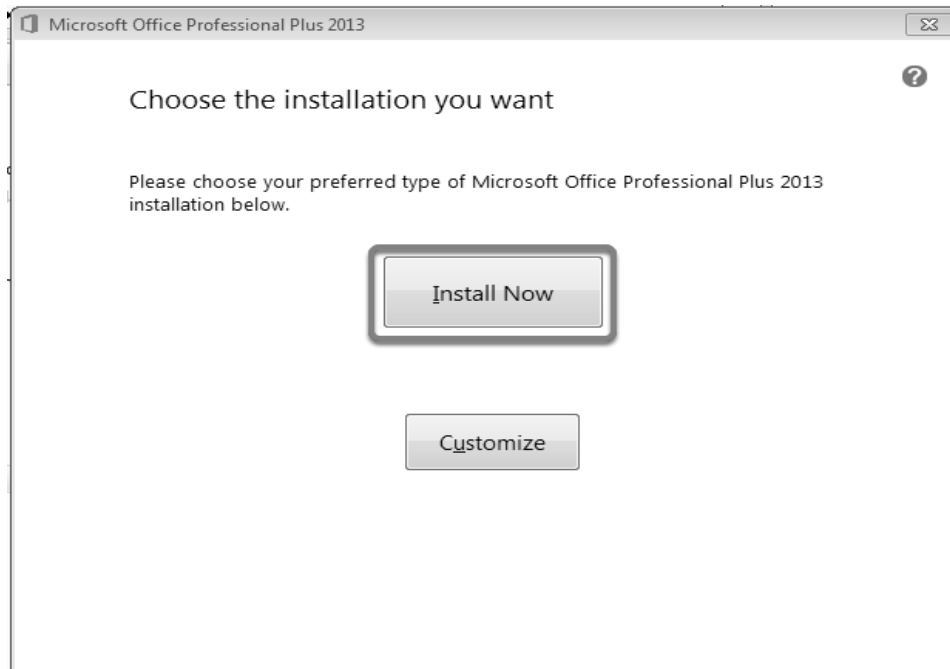 Microsoft Office Professional Plus 2013
Choose the installation you want
Please choose your preferred type of Microsoft Office Professional Plus 2013
installation below.
Install Now
Customize